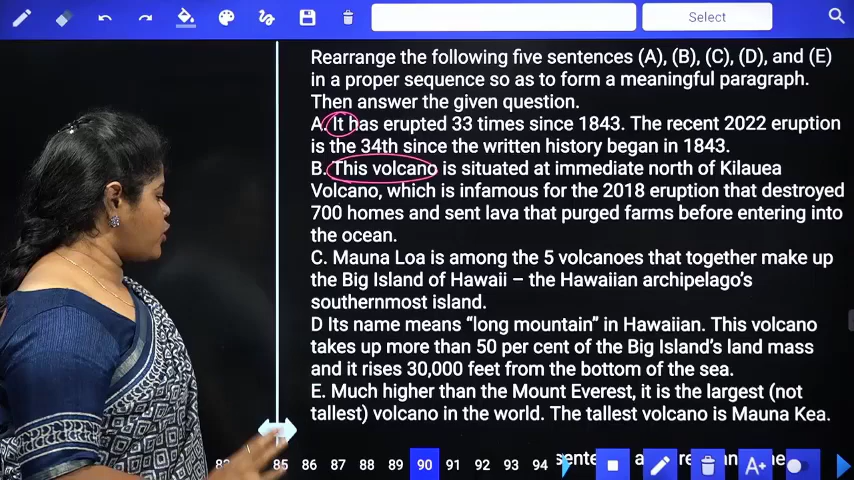 Select
Rearrange the following five sentences (A), (B), (C), (D), and (E)
in a proper sequence so as to form a meaningful paragraph.
Then answer the given question.
A. It has erupted 33 times since 1843. The recent 2022 eruption
is the 34th since the written history began in 1843.
B. This volcano is situated at immediate north of Kilauea
Volcano, which is infamous for the 2018 eruption that destroyed
700 homes and sent lava that purged farms before entering into
the ocean.
C. Mauna Loa is among the 5 volcanoes that together make up
the Big Island of Hawaii – the Hawaiian archipelago's
southernmost island.
D Its name means “long mountain” in Hawaiian. This volcano
takes up more than 50 per cent of the Big Island's land mass
and it rises 30,000 feet from the bottom of the sea.
E. Much higher than the Mount Everest, it is the largest (not
tallest) volcano in the world. The tallest volcano is Mauna Kea.
85 86 87 88 89 90 91 92 93 94 A+